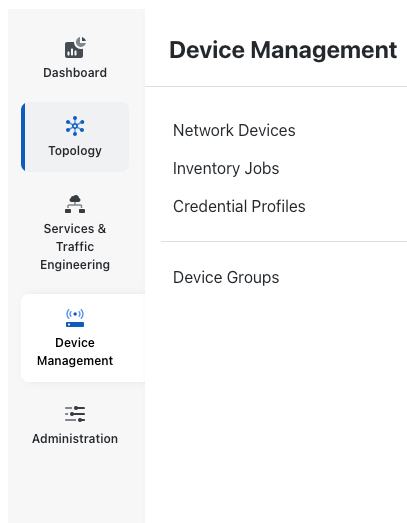 Dashboard
Topology
Services &
Traffic
Engineering
Device
Management
Administration
Device Management
Network Devices
Inventory Jobs
Credential Profiles
Device Groups